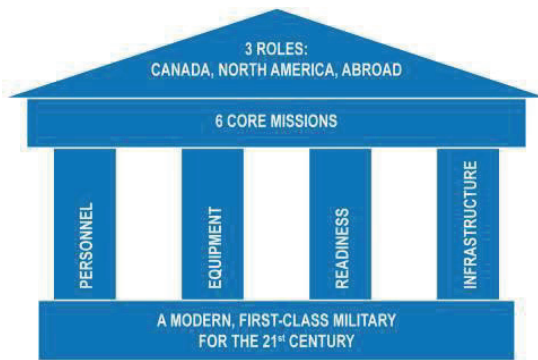 3 ROLES:
CANADA, NORTH AMERICA, ABROAD
6 CORE MISSIONS
PERSONNEL
EQUIPMENT
READINESS
INFRASTRUCTURE
A MODERN, FIRST-CLASS MILITARY
FOR THE 21st CENTURY